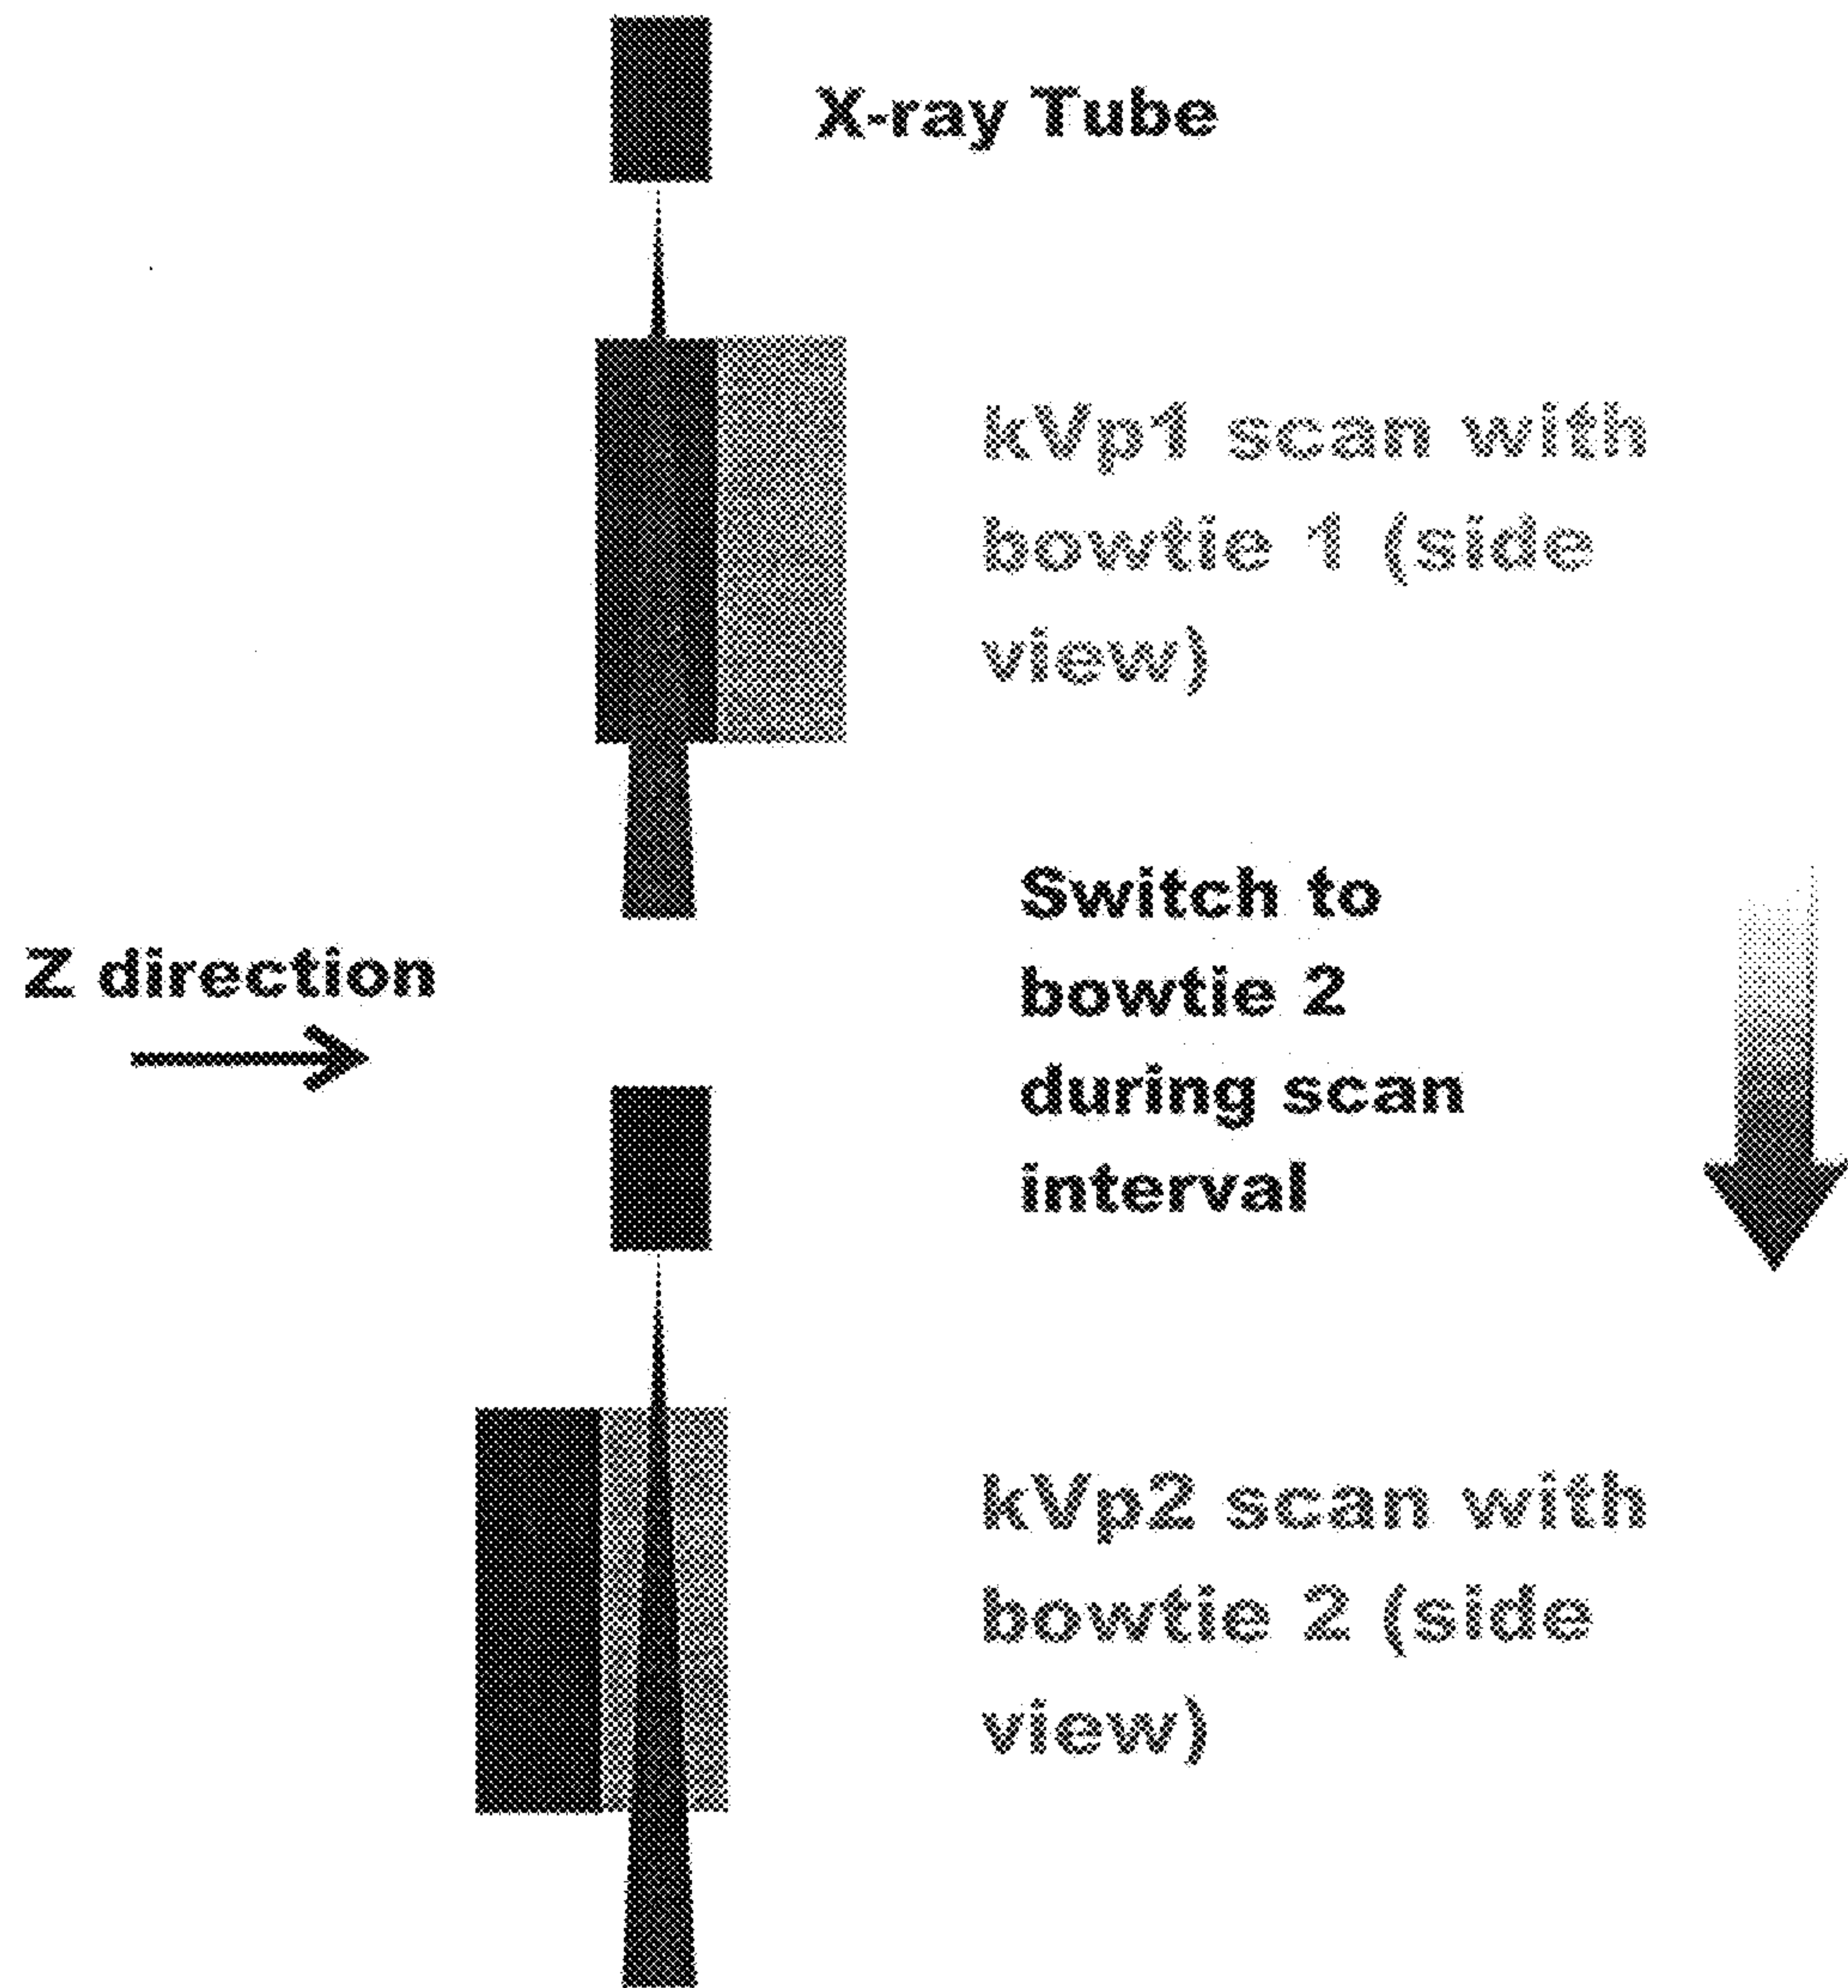 X-ray Tube
kVp1 scan with
bowtie 1 (side
view)
Switch to
bowtie 2
during scan
interval
Z direction
kVp2 scan with
bowtie 2 (side
view)